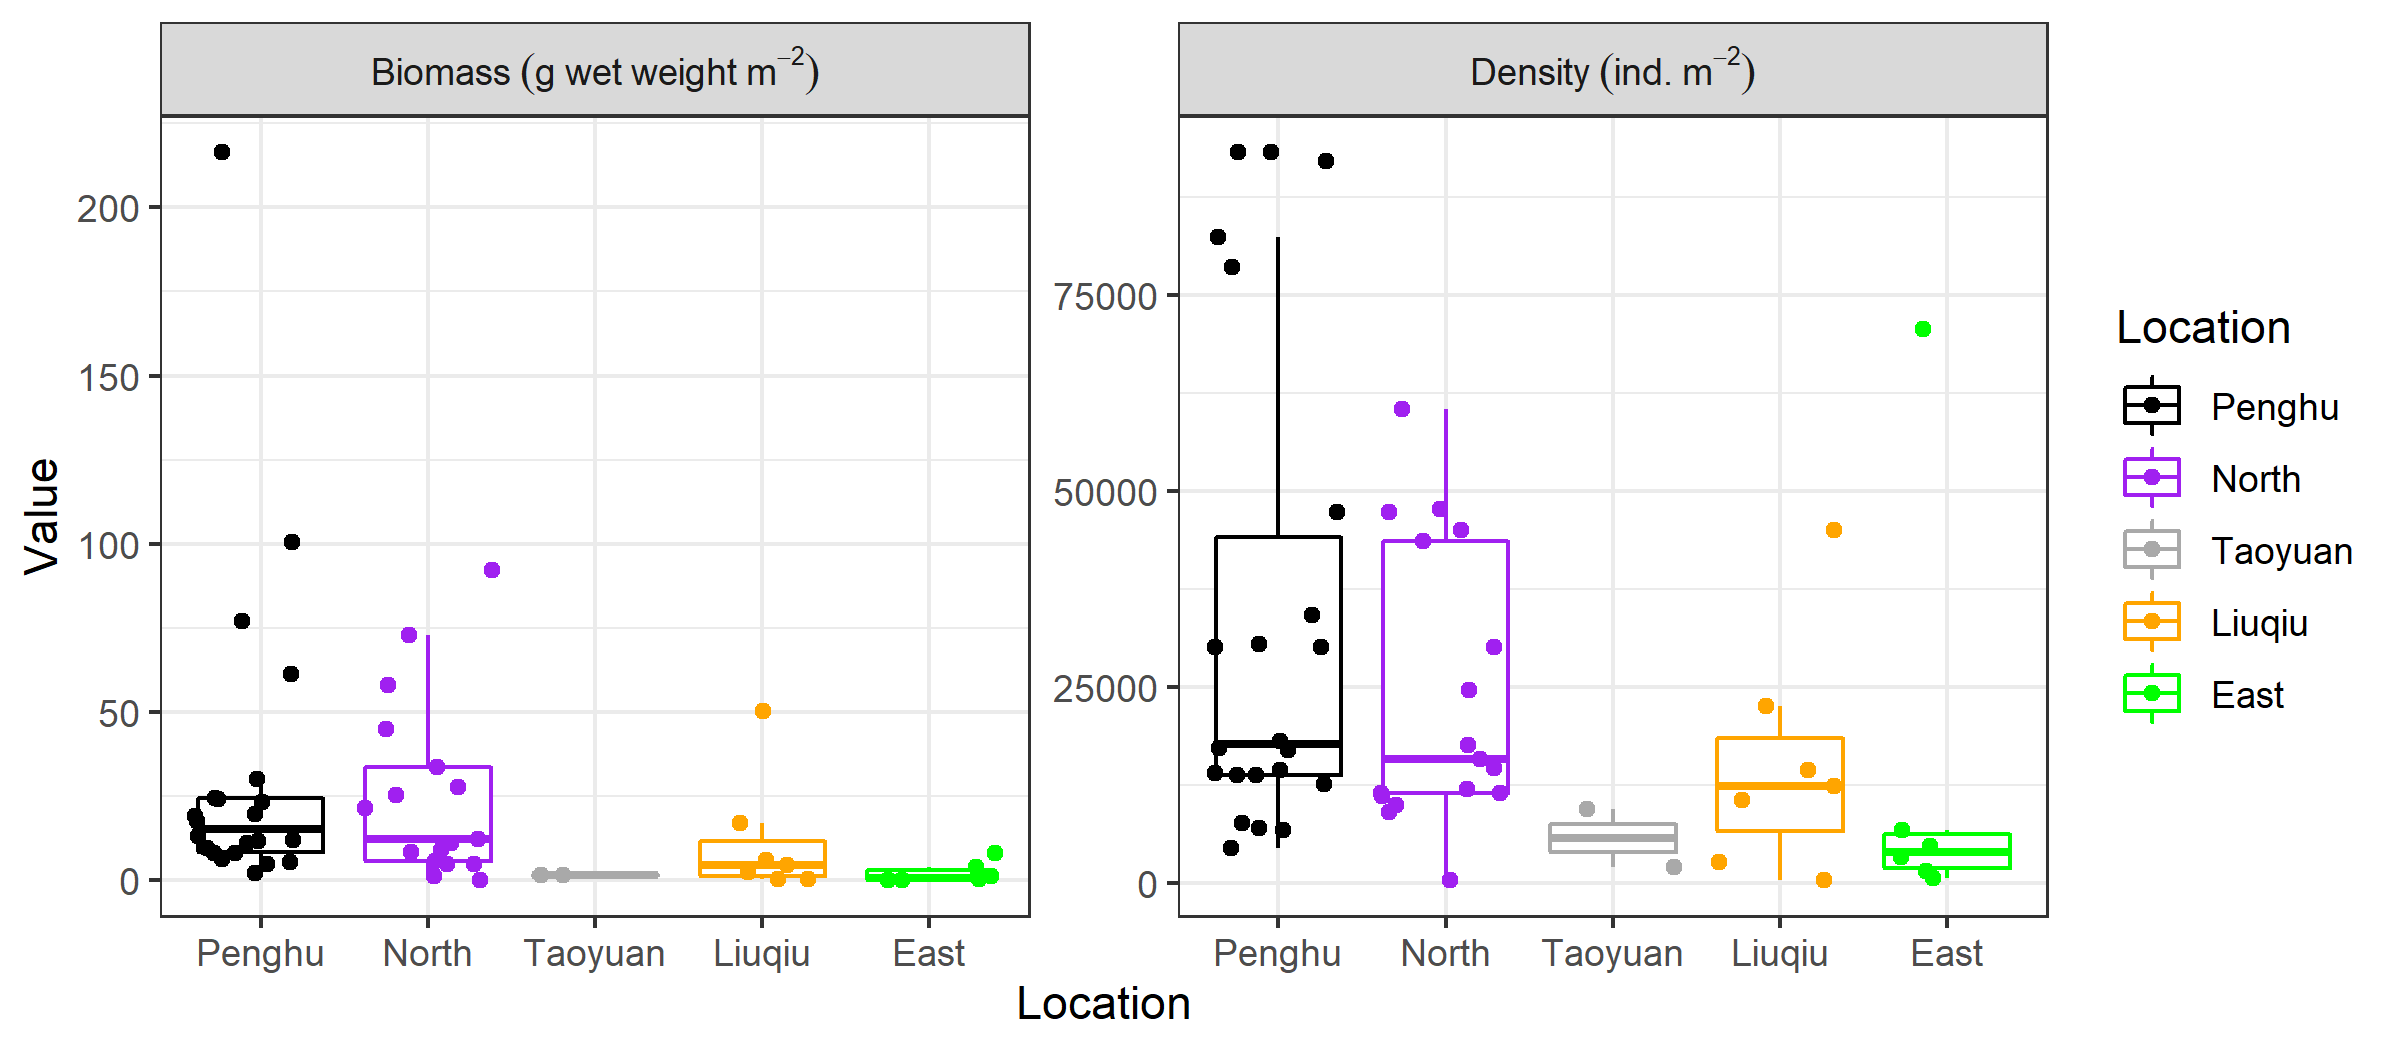 Biomass (g wet weight m⁻²)
Density (ind. m⁻²)
Value
200
150
100
50
0
75000
50000
25000
0
Penghu North Taoyuan Liuqiu East
Penghu North Taoyuan Liuqiu East
Location
Location
Penghu
North
Taoyuan
Liuqiu
East